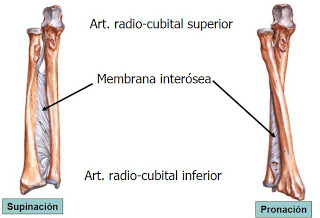 Art. radio-cubital superior
Membrana interósea
Art. radio-cubital inferior
Supinación
Pronación